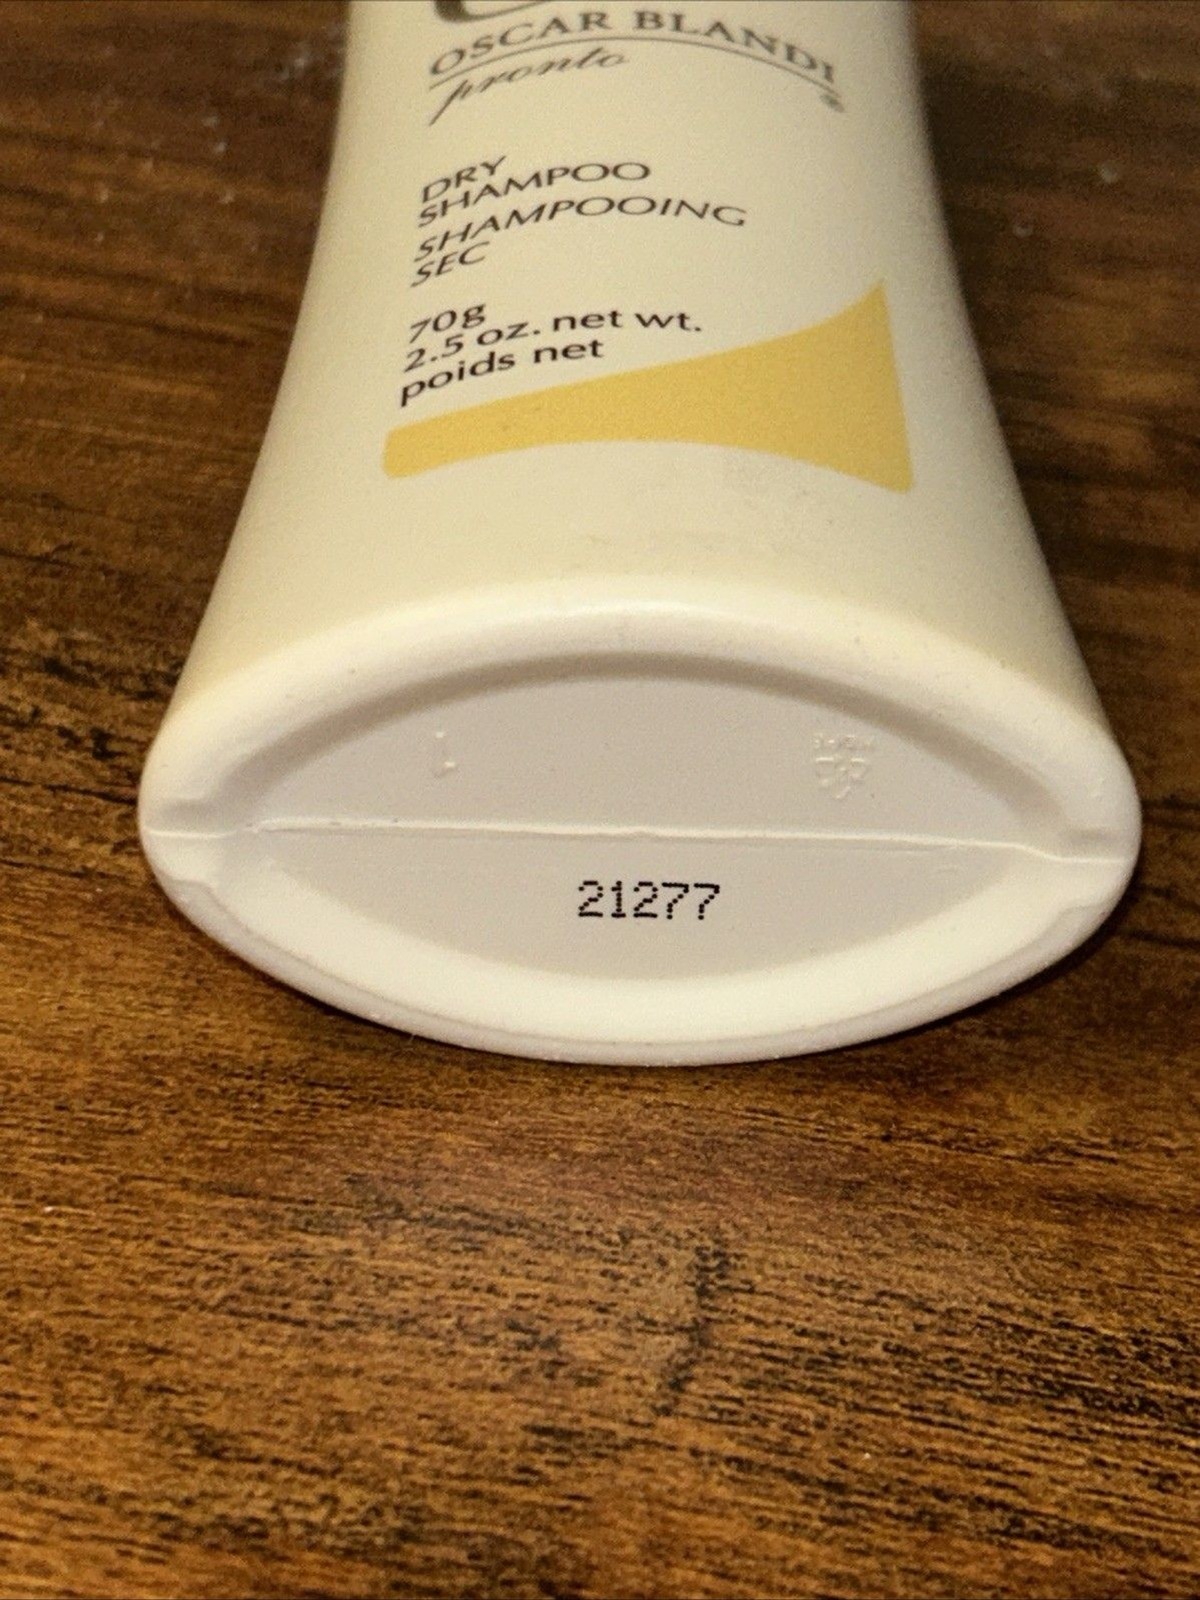 OSCAR BLANDI
pronto
DRY
SHAMPOO
SHAMPOOING
SEC
70g
2.5 oz. net wt.
poids net
21277